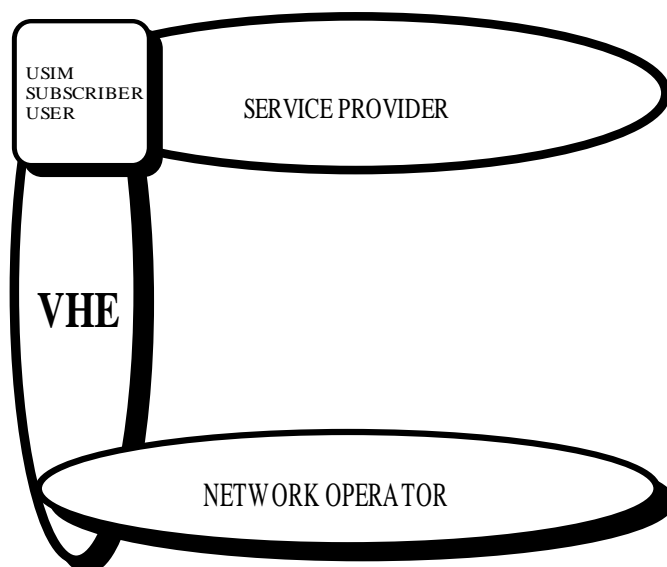 USIM
SUBSCRIBER
USER
SERVICE PROVIDER
VHE
NETWORK OPERATOR